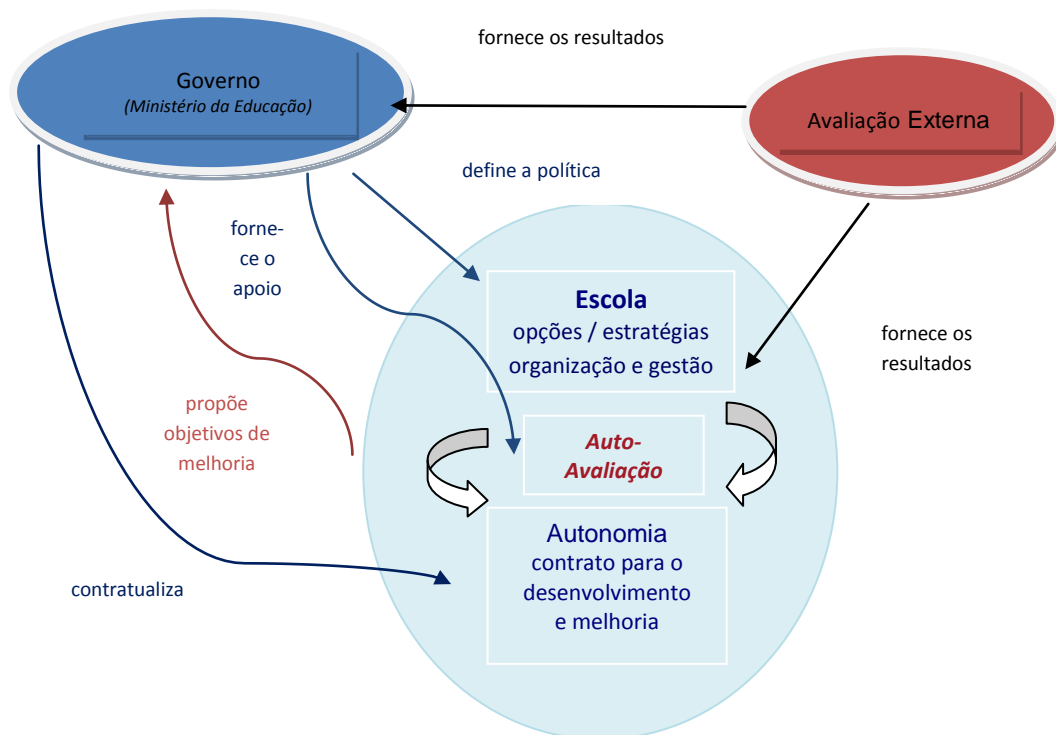 fornece os resultados
Governo
(Ministério da Educação)
Avaliação Externa
define a política
forne-
ce o
apoio
Escola
opções / estratégias
organização e gestão
fornece os
resultados
propõe
objetivos de
melhoria
Auto-
Avaliação
Autonomia
contrato para o
desenvolvimento
e melhoria
contratualiza